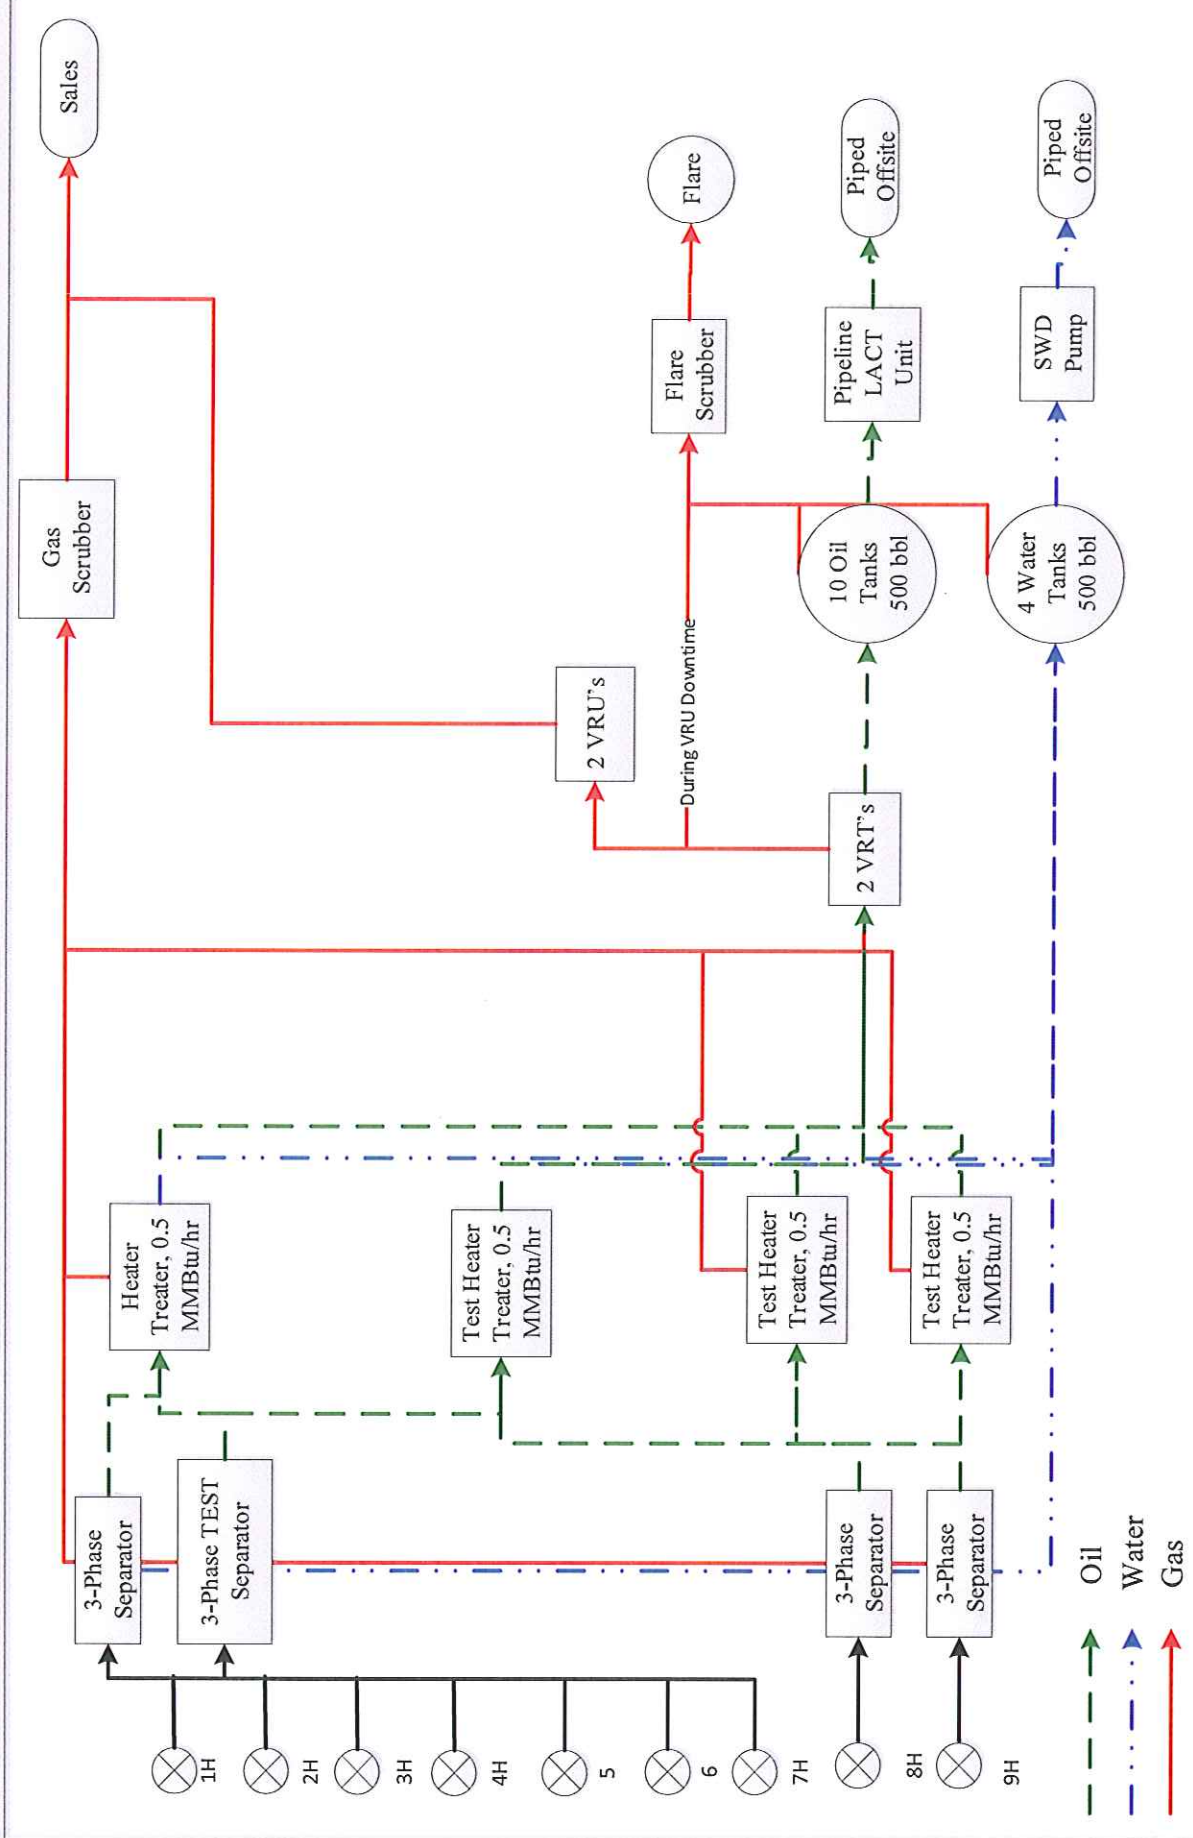 1H
2H
3H
4H
5
6
7H
8H
9H
3-Phase
Separator
3-Phase TEST
Separator
3-Phase
Separator
3-Phase
Separator
Heater
Treater, 0.5
MMBtu/hr
Test Heater
Treater, 0.5
MMBtu/hr
Test Heater
Treater, 0.5
MMBtu/hr
Test Heater
Treater, 0.5
MMBtu/hr
Gas
Scrubber
Sales
2 VRU's
During VRU Downtime
2 VRT's
Flare
Scrubber
Flare
10 Oil
Tanks
500 bbl
Pipeline
LACT
Unit
Piped
Offsite
4 Water
Tanks
500 bbl
SWD
Pump
Piped
Offsite
Oil
Water
Gas